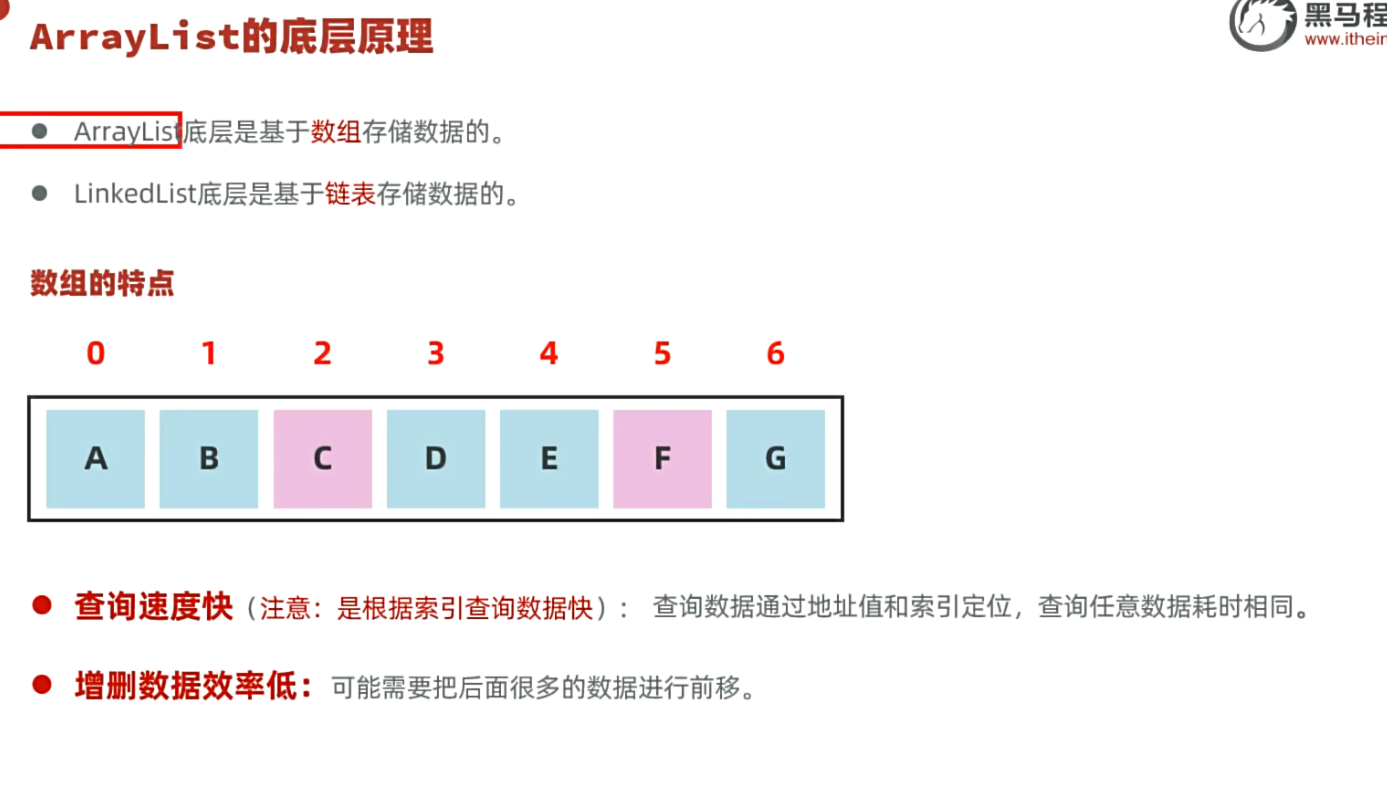 ArrayList的底层原理
黑马程
www.itheir
ArrayList底层是基于数组存储数据的。
LinkedList底层是基于链表存储数据的。
数组的特点
0 1 2 3 4 5 6
A B C D E F G
查询速度快（注意：是根据索引查询数据快）： 查询数据通过地址值和索引定位，查询任意数据耗时相同。
增删数据效率低：可能需要把后面很多的数据进行前移。